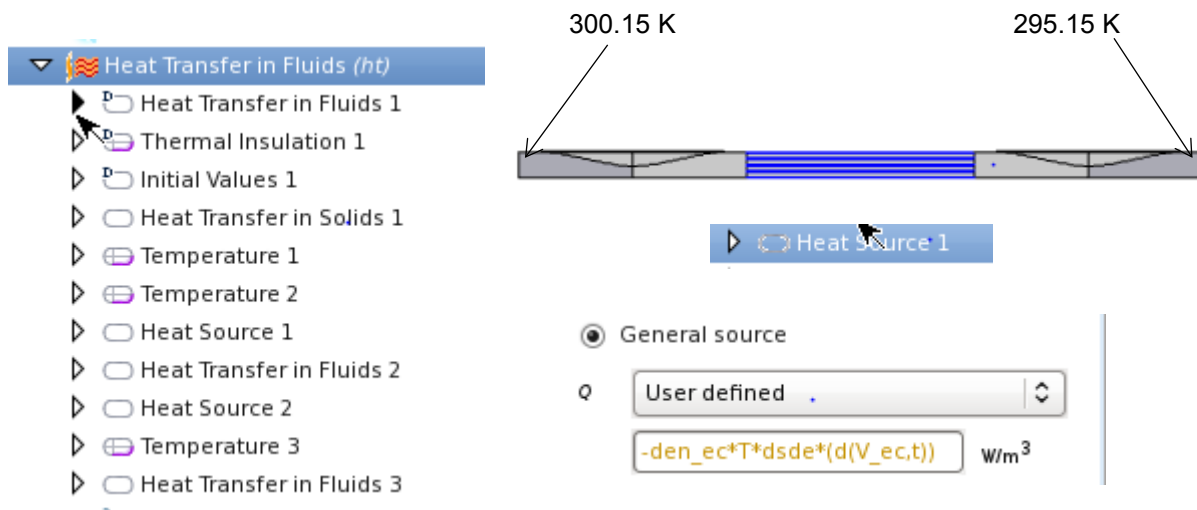 300.15 K
295.15 K
Heat Transfer in Fluids (ht)
Heat Transfer in Fluids 1
Thermal Insulation 1
Initial Values 1
Heat Transfer in Solids 1
Temperature 1
Temperature 2
Heat Source 1
Heat Transfer in Fluids 2
Heat Source 2
Temperature 3
Heat Transfer in Fluids 3
Heat Source 1
General source
Q
User defined
-den_ec*T*dsde*(d(V_ec,t))
W/m³